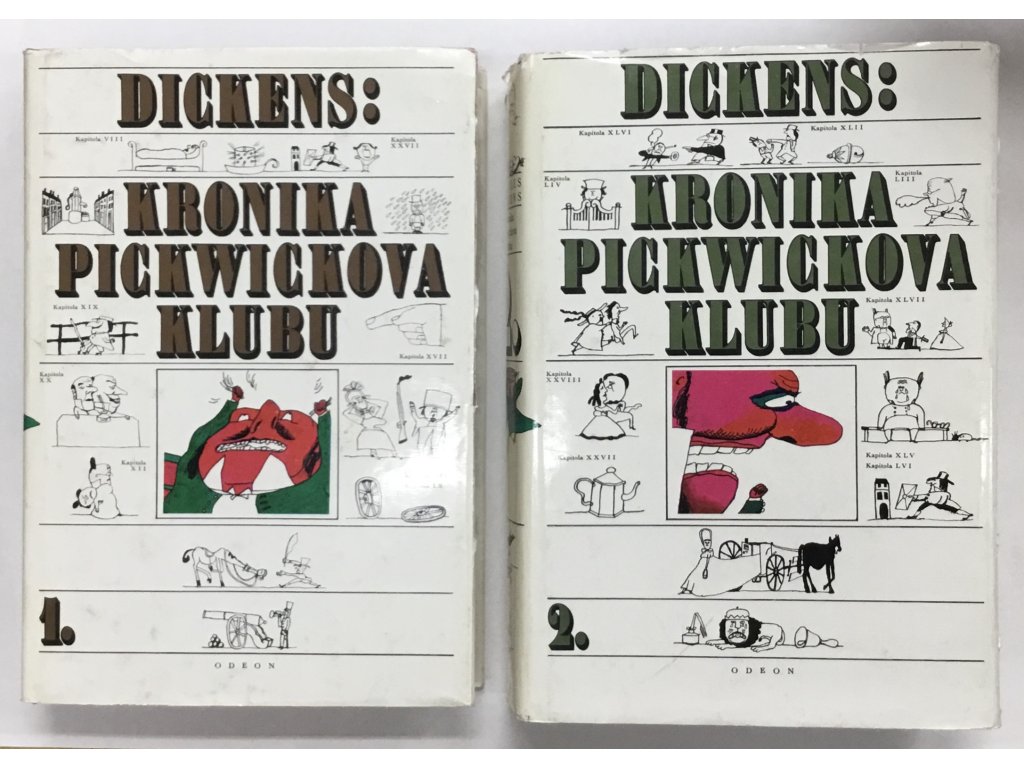 DICKENS:
Kapitola VIII
Kapitola
XXVII
KRONIKA
PICKWICKOVA
Kapitola XIX
KLUBU
Kapitola XVII
Kapitola
XX
Kapitola
XII
1.
ODEON
DICKENS:
Kapitola XLVI
Kapitola XLII
Kapitola
LIV
Kapitola
LIII
KRONIKA
PICKWICKOVA
Kapitola XLVII
KLUBU
Kapitola
XXVIII
Kapitola XXVII
Kapitola XLV
Kapitola LVI
2.
ODEON